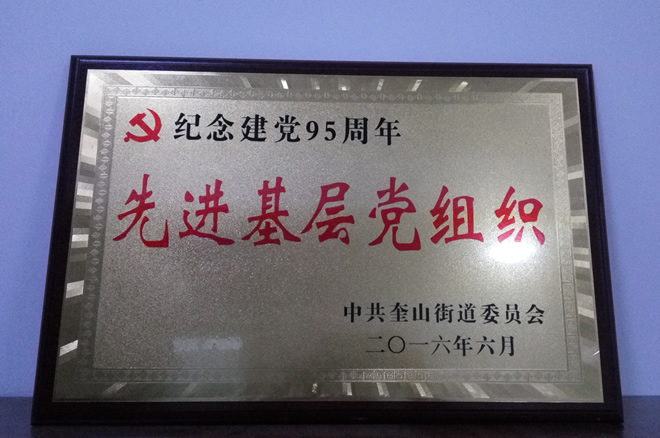 纪念建党95周年
先进基层党组织
中共奎山街道委员会
二〇一六年六月